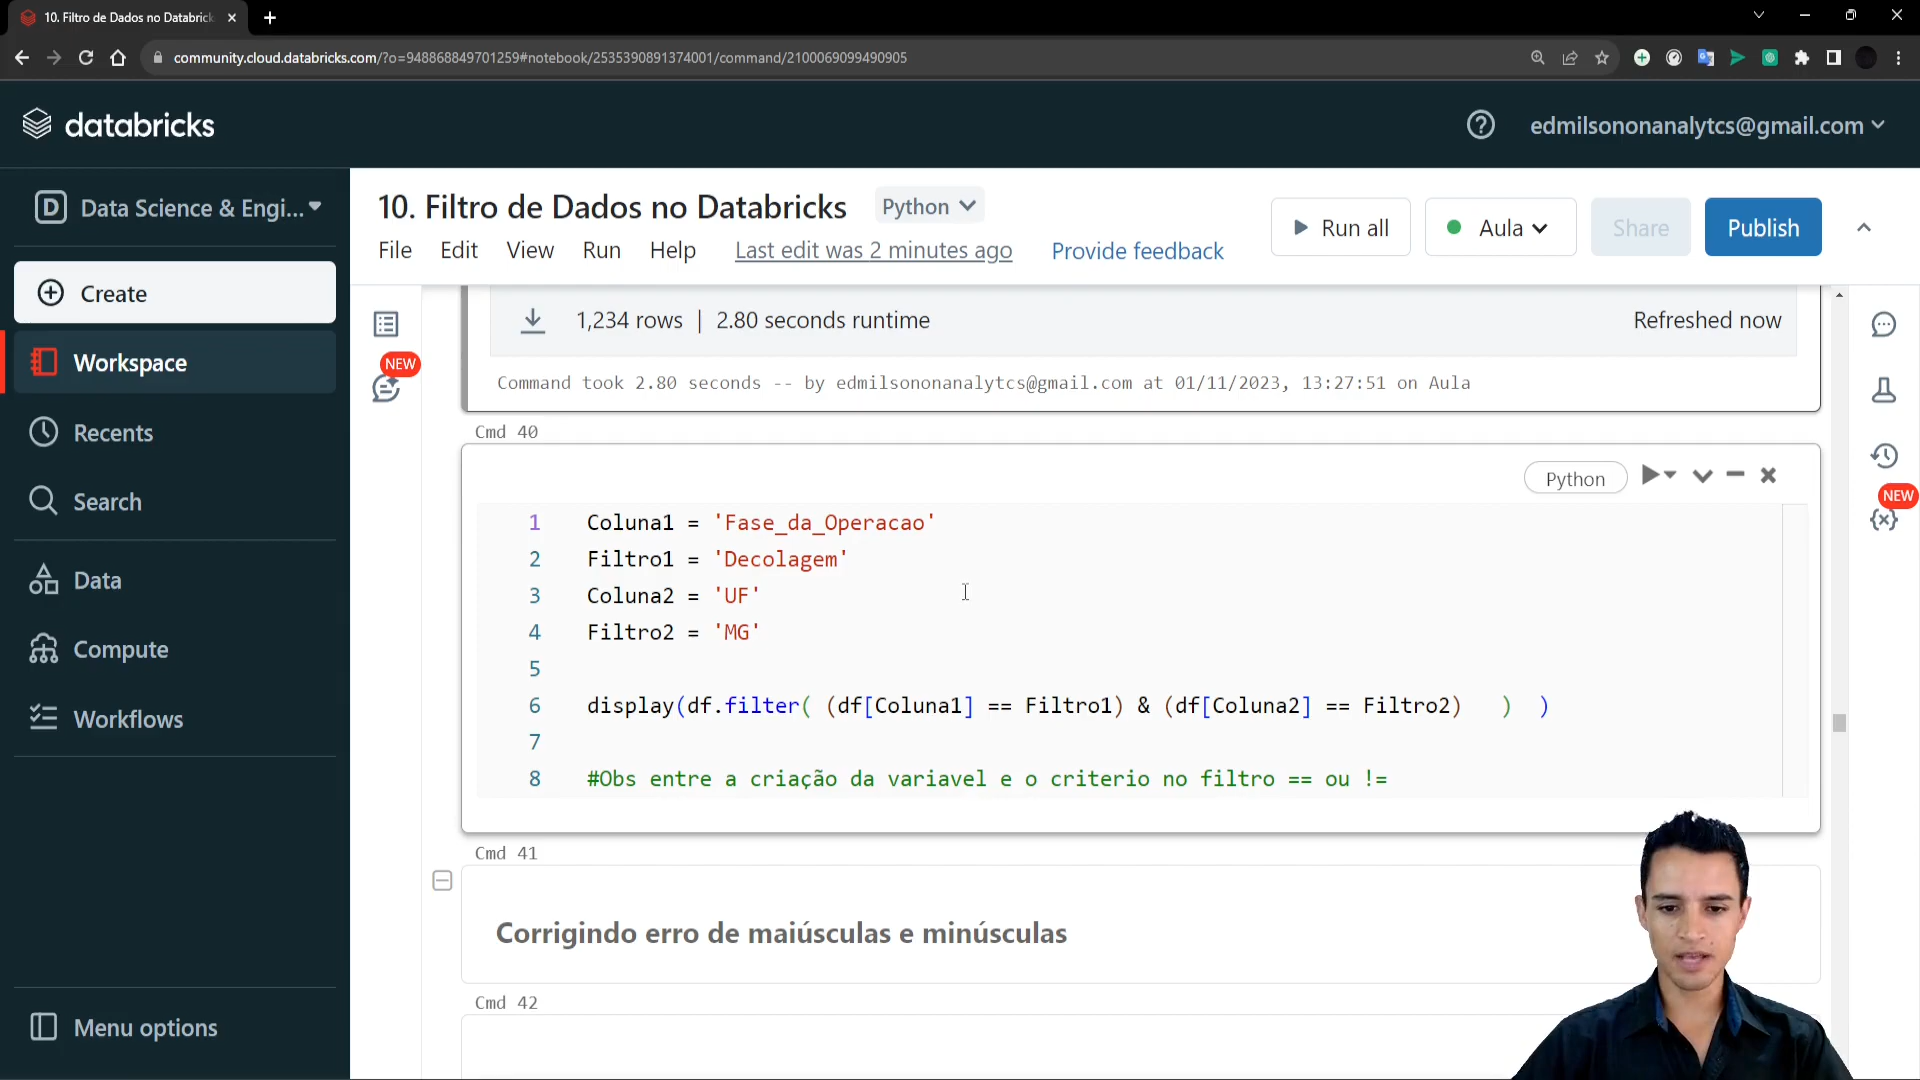 10. Filtro de Dados no Databrick
community.cloud.databricks.com/?o=948868849701259#notebook/2535390891374001/command/2100069099490905
databricks
edmilsononanalytcs@gmail.com
D Data Science & Engi...
Create
Workspace
Recents
Search
Data
Compute
Workflows
Menu options
10. Filtro de Dados no Databricks Python
File Edit View Run Help Last edit was 2 minutes ago Provide feedback
Run all Aula Share Publish
NEW
NEW
1,234 rows | 2.80 seconds runtime Refreshed now
Command took 2.80 seconds -- by edmilsononanalytcs@gmail.com at 01/11/2023, 13:27:51 on Aula
Cmd 40
Python
1 Coluna1 = 'Fase_da_Operacao'
2 Filtro1 = 'Decolagem'
3 Coluna2 = 'UF'
4 Filtro2 = 'MG'
5
6 display(df.filter( (df[Coluna1] == Filtro1) & (df[Coluna2] == Filtro2) ) )
7
8 #Obs entre a criação da variavel e o criterio no filtro == ou !=
Cmd 41
Corrigindo erro de maiúsculas e minúsculas
Cmd 42